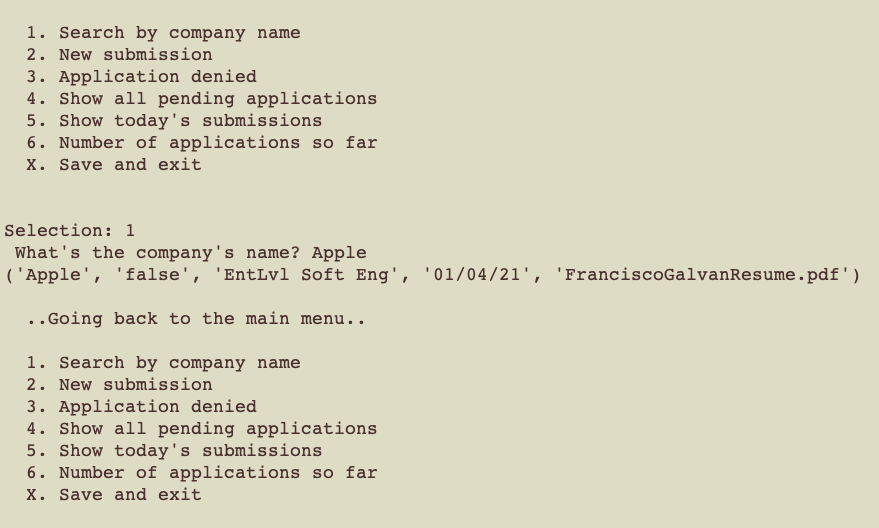 1. Search by company name
2. New submission
3. Application denied
4. Show all pending applications
5. Show today's submissions
6. Number of applications so far
X. Save and exit
Selection: 1
What's the company's name? Apple
('Apple', 'false', 'EntLvl Soft Eng', '01/04/21', 'FranciscoGalvanResume.pdf')
..Going back to the main menu..
1. Search by company name
2. New submission
3. Application denied
4. Show all pending applications
5. Show today's submissions
6. Number of applications so far
X. Save and exit